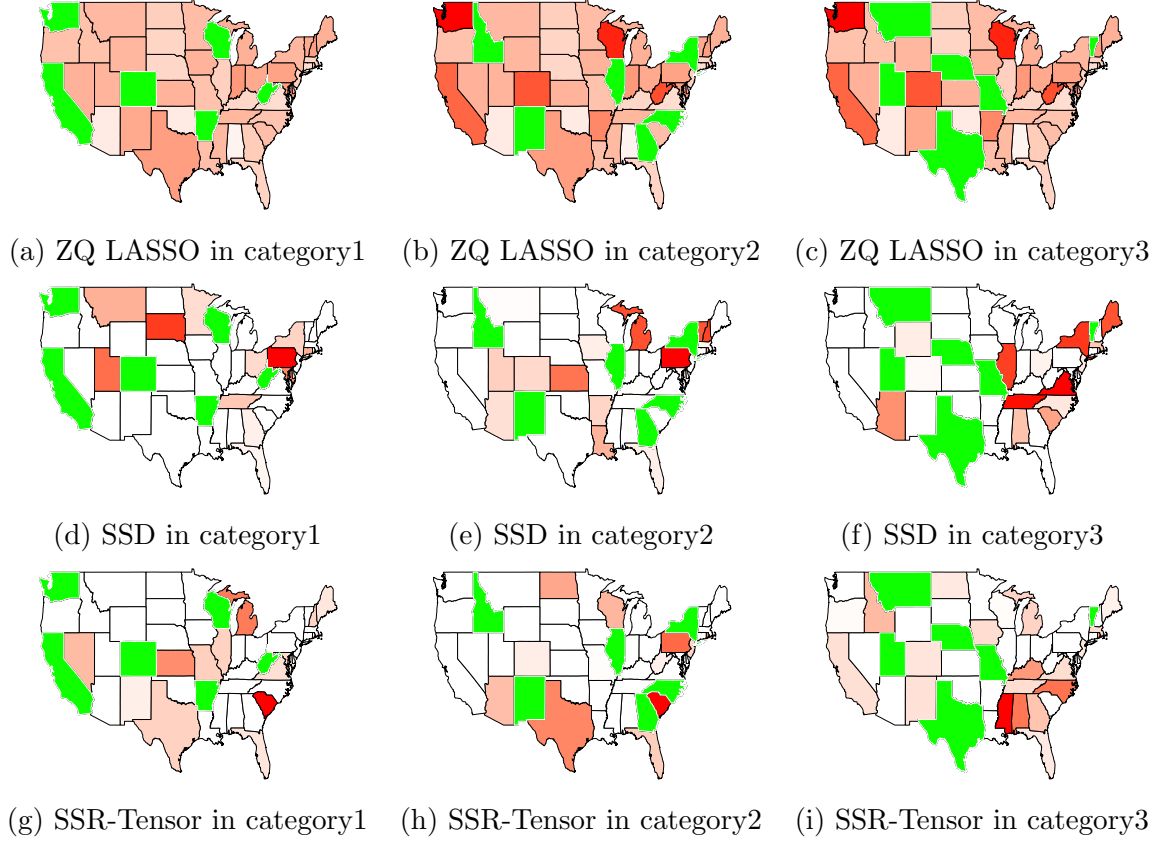 (a) ZQ LASSO in category1
(b) ZQ LASSO in category2
(c) ZQ LASSO in category3
(d) SSD in category1
(e) SSD in category2
(f) SSD in category3
(g) SSR-Tensor in category1
(h) SSR-Tensor in category2
(i) SSR-Tensor in category3